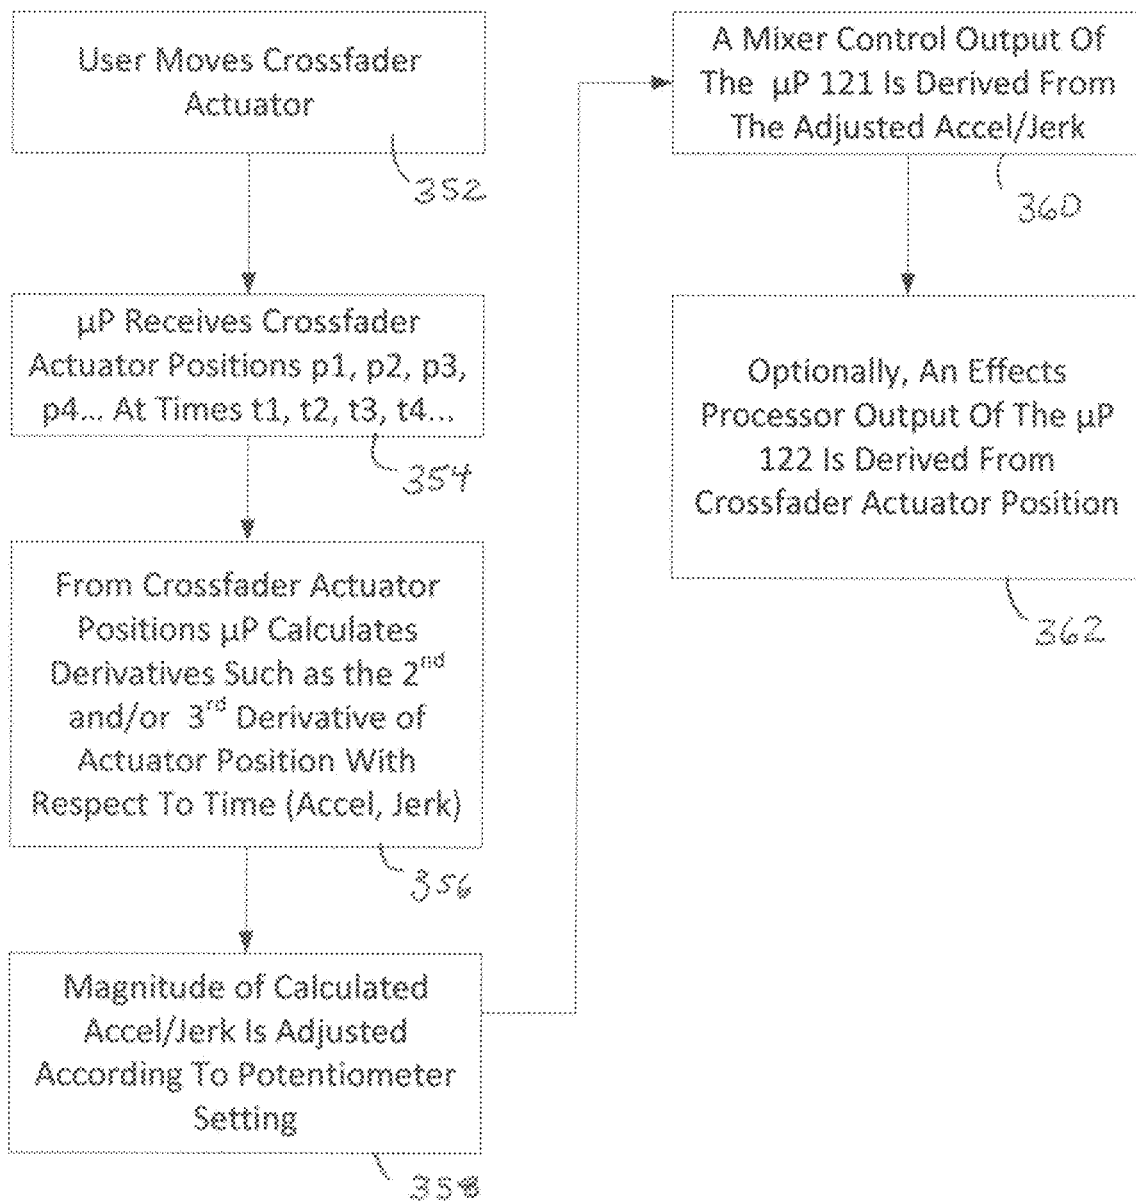 User Moves Crossfader
Actuator
352
µP Receives Crossfader
Actuator Positions p1, p2, p3,
p4... At Times t1, t2, t3, t4...
354
From Crossfader Actuator
Positions µP Calculates
Derivatives Such as the 2nd
and/or 3rd Derivative of
Actuator Position With
Respect To Time (Accel, Jerk)
356
Magnitude of Calculated
Accel/Jerk Is Adjusted
According To Potentiometer
Setting
358
A Mixer Control Output Of
The µP 121 Is Derived From
The Adjusted Accel/Jerk
360
Optionally, An Effects
Processor Output Of The µP
122 Is Derived From
Crossfader Actuator Position
362